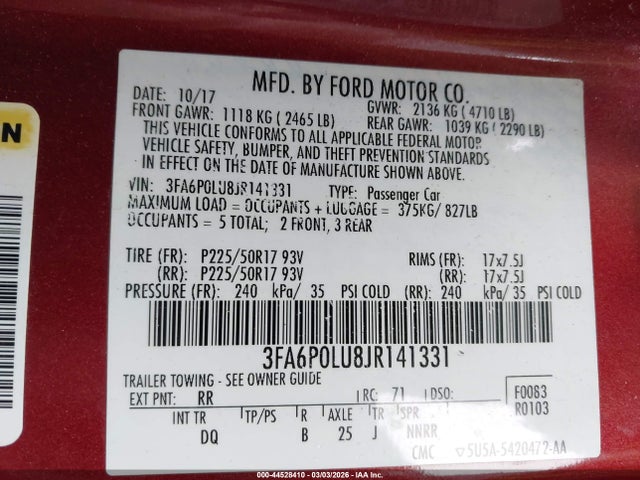 N
MFD. BY FORD MOTOR CO.
DATE: 10/17 GVWR: 2136 KG ( 4710 LB)
FRONT GAWR: 1118 KG ( 2465 LB) REAR GAWR: 1039 KG ( 2290 LB)
THIS VEHICLE CONFORMS TO ALL APPLICABLE FEDERAL MOTOR
VEHICLE SAFETY, BUMPER, AND THEFT PREVENTION STANDARDS
IN EFFECT ON THE DATE OF MANUFACTURE SHOWN ABOVE.
VIN: 3FA6P0LU8JR141331 TYPE: Passenger Car
MAXIMUM LOAD = OCCUPANTS + LUGGAGE = 375KG/ 827LB
OCCUPANTS = 5 TOTAL; 2 FRONT, 3 REAR
TIRE (FR): P225/50R17 93V RIMS (FR): 17x7.5J
(RR): P225/50R17 93V (RR): 17x7.5J
PRESSURE (FR): 240 kPa/ 35 PSI COLD (RR): 240 kPa/ 35 PSI COLD
3FA6P0LU8JR141331
TRAILER TOWING - SEE OWNER GUIDE
EXT PNT: RR RC: 71 DSO: F0083
R0103
INT TR TP/PS R AXLE TR SPR
DQ B 25 J NNRR
CMC 5U5A-5420472-AA
000-44528410 - 03/03/2026 - IAA Inc.